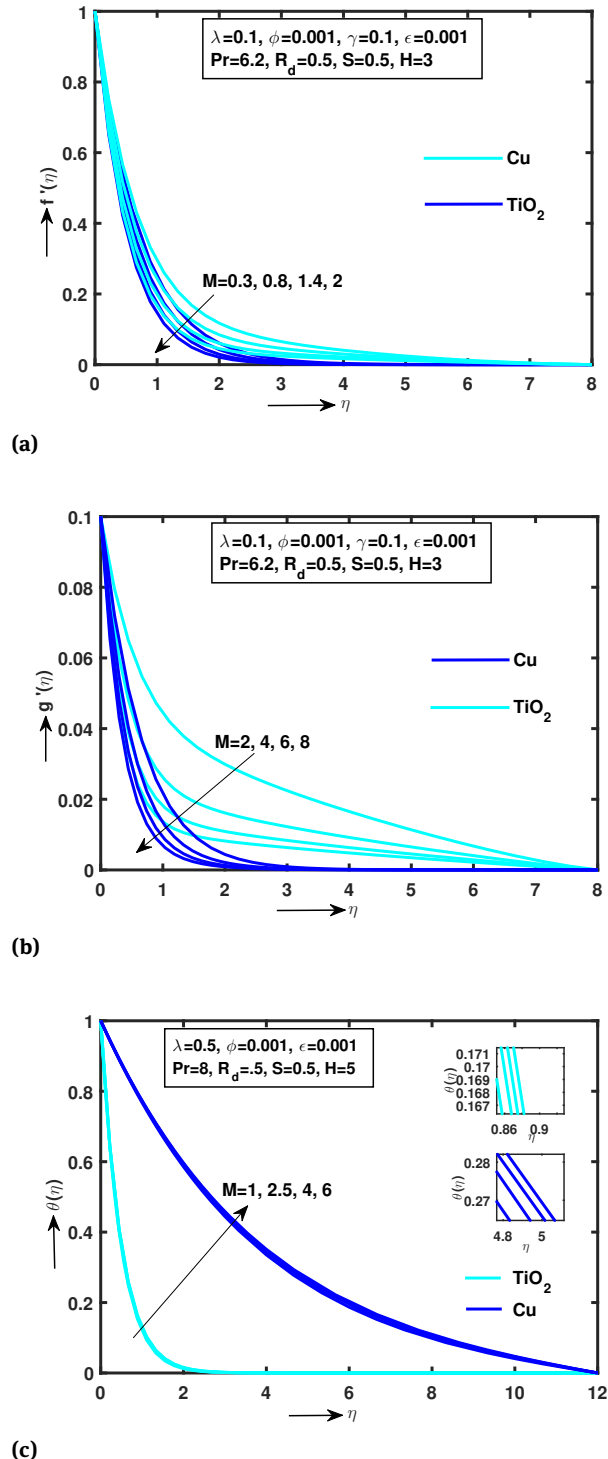 λ=0.1, ϕ=0.001, γ=0.1, ϵ=0.001
Pr=6.2, R_d=0.5, S=0.5, H=3
1
0.8
0.6
0.4
0.2
0
f '(η)
Cu
TiO₂
M=0.3, 0.8, 1.4, 2
0 1 2 3 4 5 6 7 8
η
(a)
λ=0.1, ϕ=0.001, γ=0.1, ϵ=0.001
Pr=6.2, R_d=0.5, S=0.5, H=3
0.1
0.08
0.06
0.04
0.02
0
g '(η)
Cu
TiO₂
M=2, 4, 6, 8
0 1 2 3 4 5 6 7 8
η
(b)
λ=0.5, ϕ=0.001, ϵ=0.001
Pr=8, R_d=.5, S=0.5, H=5
1
0.8
0.6
0.4
0.2
0
θ(η)
0.171
0.17
0.169
0.168
0.167
θ(η)
0.86 0.9
η
0.28
0.27
θ(η)
4.8 5
η
M=1, 2.5, 4, 6
TiO₂
Cu
0 2 4 6 8 10 12
η
(c)